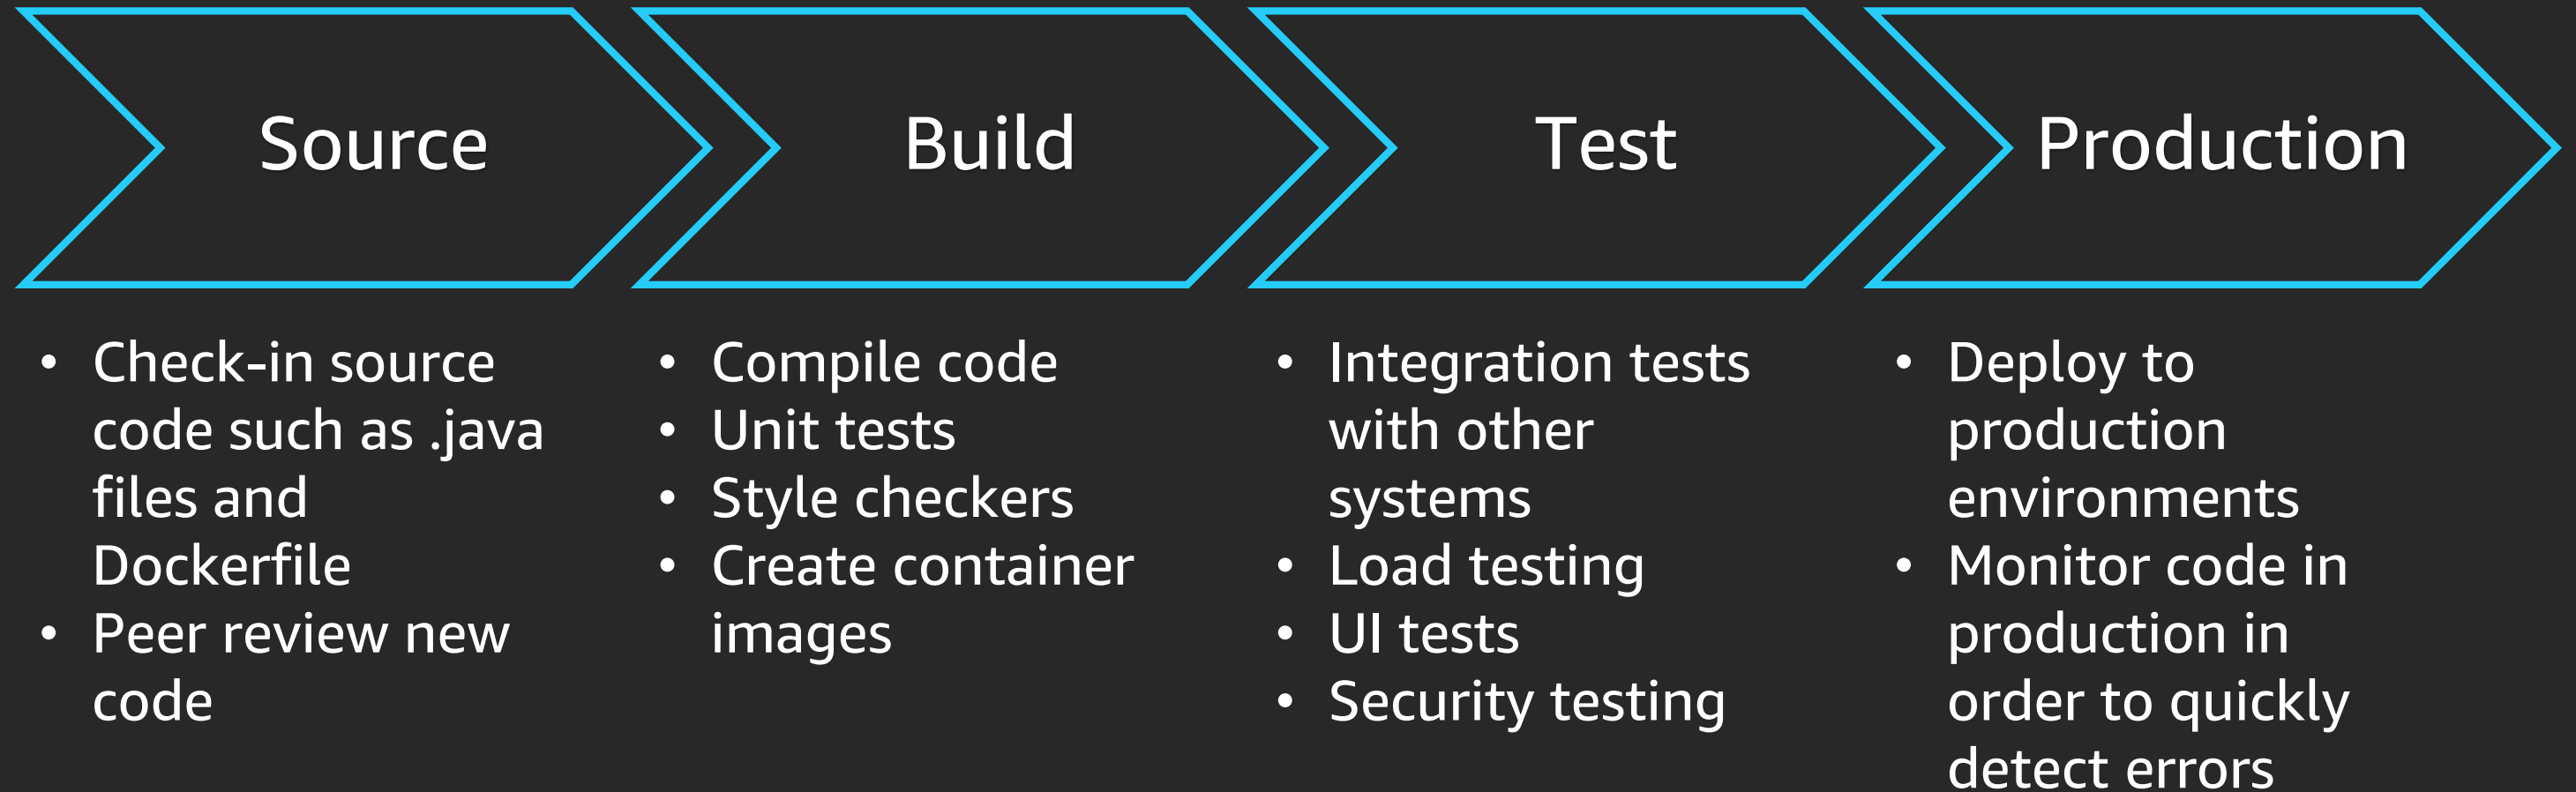 Source
Build
Test
Production
• Check-in source
code such as .java
files and
Dockerfile
• Peer review new
code
• Compile code
• Unit tests
• Style checkers
• Create container
images
• Integration tests
with other
systems
• Load testing
• UI tests
• Security testing
• Deploy to
production
environments
• Monitor code in
production in
order to quickly
detect errors